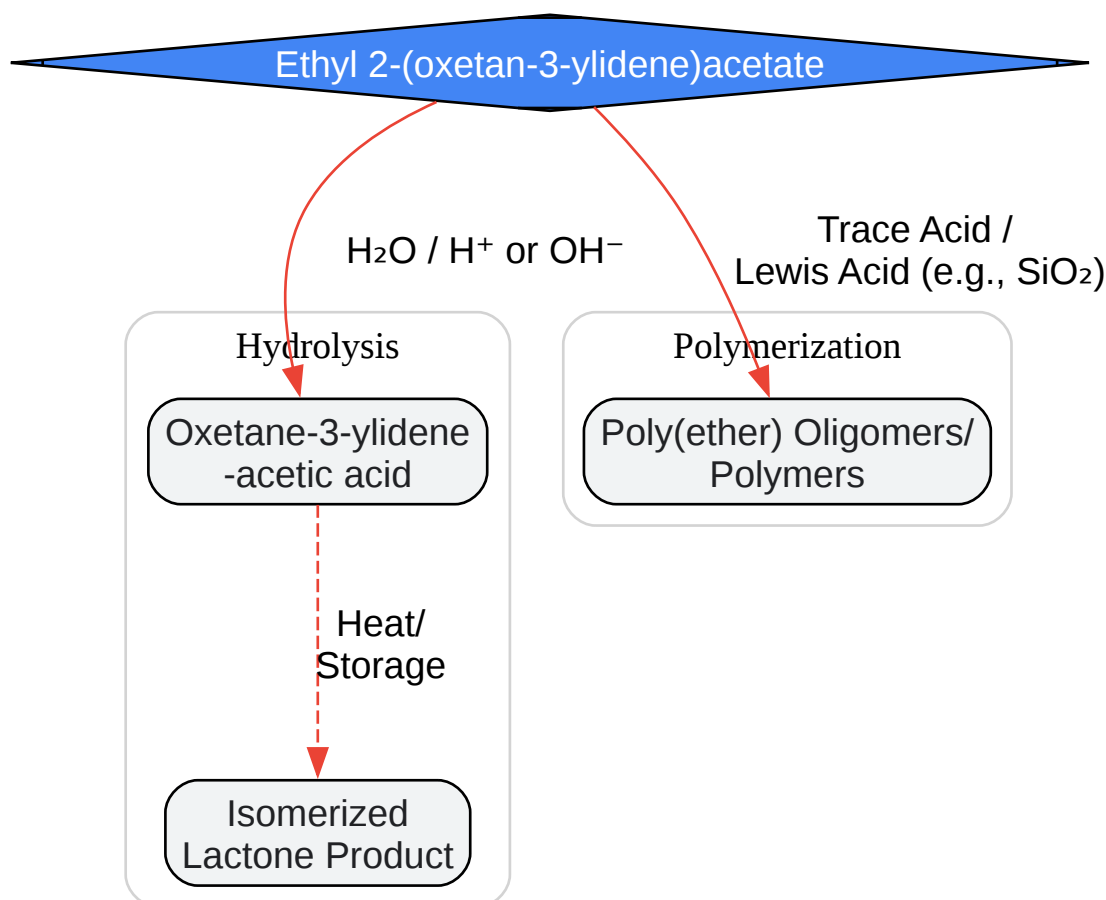 Ethyl 2-(oxetan-3-ylidene)acetate
H₂O / H⁺ or OH⁻
Trace Acid /
Lewis Acid (e.g., SiO₂)
Hydrolysis
Polymerization
Oxetane-3-ylidene
-acetic acid
Poly(ether) Oligomers/
Polymers
Heat/
Storage
Isomerized
Lactone Product